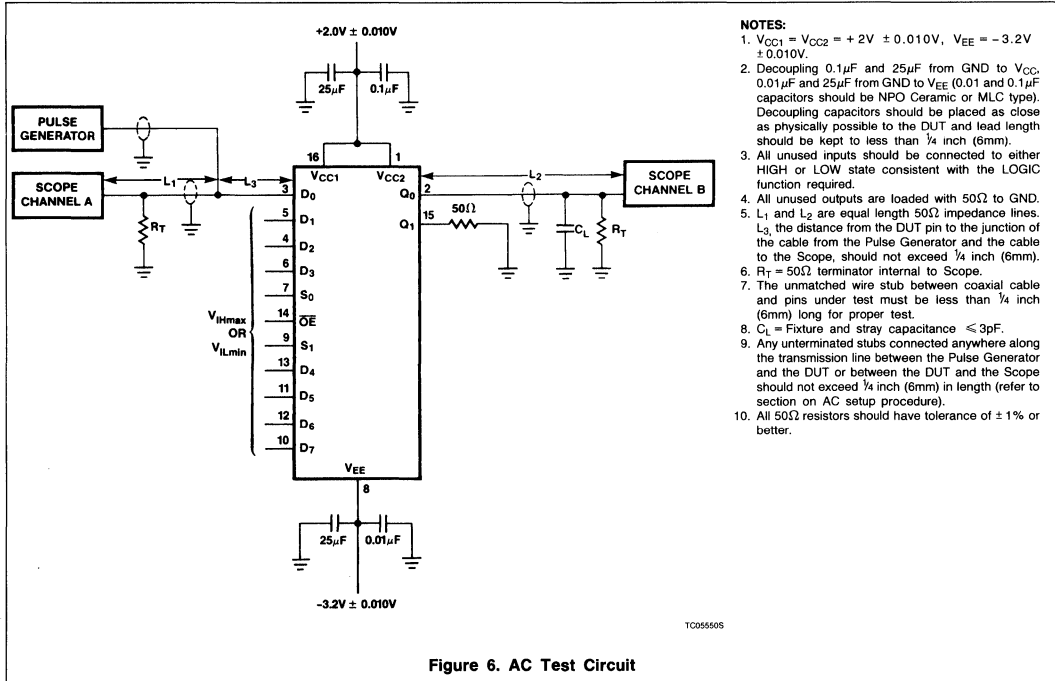 +2.0V ± 0.010V
25μF
0.1μF
PULSE
GENERATOR
SCOPE
CHANNEL A
L1
L3
RT
16
1
VCC1
VCC2
3
D0
5
D1
4
D2
6
D3
7
S0
14
OE
9
S1
13
D4
11
D5
12
D6
10
D7
VIHmax
OR
VILmin
Q0
2
Q1
15
50Ω
L2
CL
RT
SCOPE
CHANNEL B
VEE
8
25μF
0.01μF
–3.2V ± 0.010V
TC05550S
NOTES:
1. VCC1 = VCC2 = + 2V ± 0.010V, VEE = – 3.2V
± 0.010V.
2. Decoupling 0.1μF and 25μF from GND to VCC,
0.01μF and 25μF from GND to VEE (0.01 and 0.1μF
capacitors should be NPO Ceramic or MLC type).
Decoupling capacitors should be placed as close
as physically possible to the DUT and lead length
should be kept to less than 1/4 inch (6mm).
3. All unused inputs should be connected to either
HIGH or LOW state consistent with the LOGIC
function required.
4. All unused outputs are loaded with 50Ω to GND.
5. L1 and L2 are equal length 50Ω impedance lines.
L3, the distance from the DUT pin to the junction of
the cable from the Pulse Generator and the cable
to the Scope, should not exceed 1/4 inch (6mm).
6. RT = 50Ω terminator internal to Scope.
7. The unmatched wire stub between coaxial cable
and pins under test must be less than 1/4 inch
(6mm) long for proper test.
8. CL = Fixture and stray capacitance ≤ 3pF.
9. Any unterminated stubs connected anywhere along
the transmission line between the Pulse Generator
and the DUT or between the DUT and the Scope
should not exceed 1/4 inch (6mm) in length (refer to
section on AC setup procedure).
10. All 50Ω resistors should have tolerance of ± 1% or
better.
Figure 6. AC Test Circuit